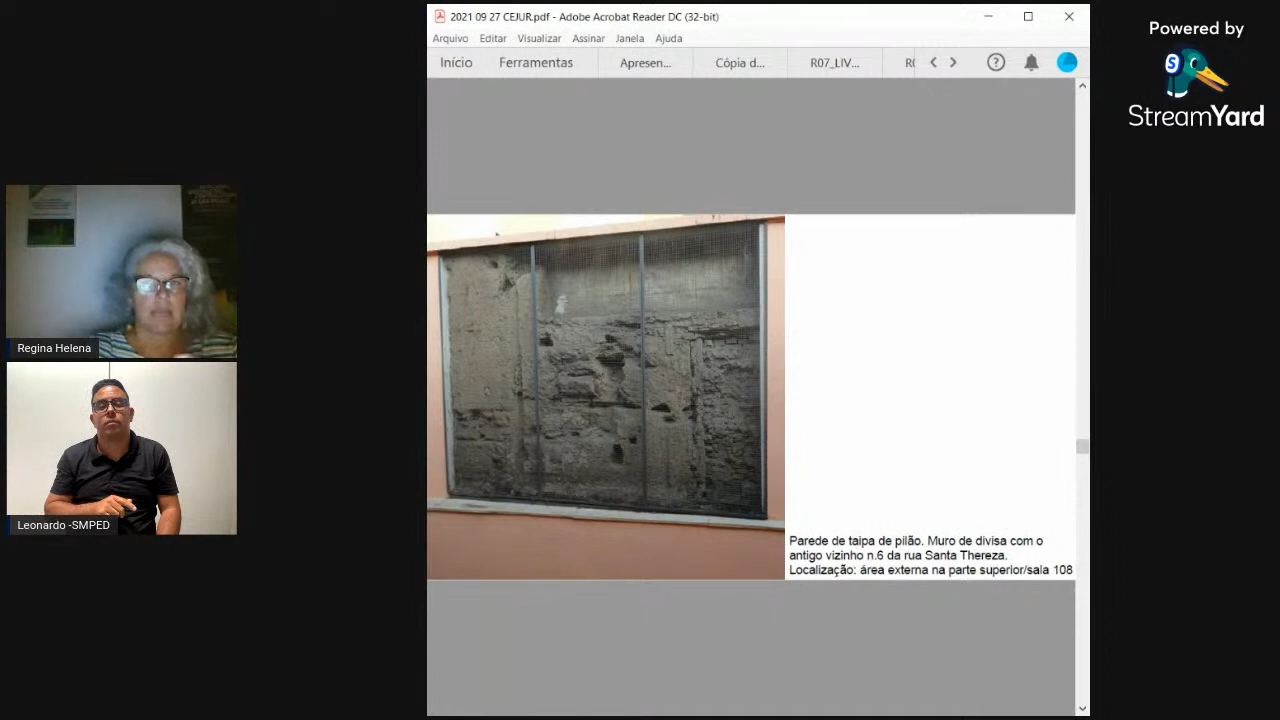 2021 09 27 CEJUR.pdf - Adobe Acrobat Reader DC (32-bit)
Arquivo Editar Visualizar Assinar Janela Ajuda
Início Ferramentas Apresen... Cópia d... R07_LIV... R(
Powered by
StreamYard
Regina Helena
Leonardo -SMPED
Parede de taipa de pilão. Muro de divisa com o
antigo vizinho n.6 da rua Santa Thereza.
Localização: área externa na parte superior/sala 108